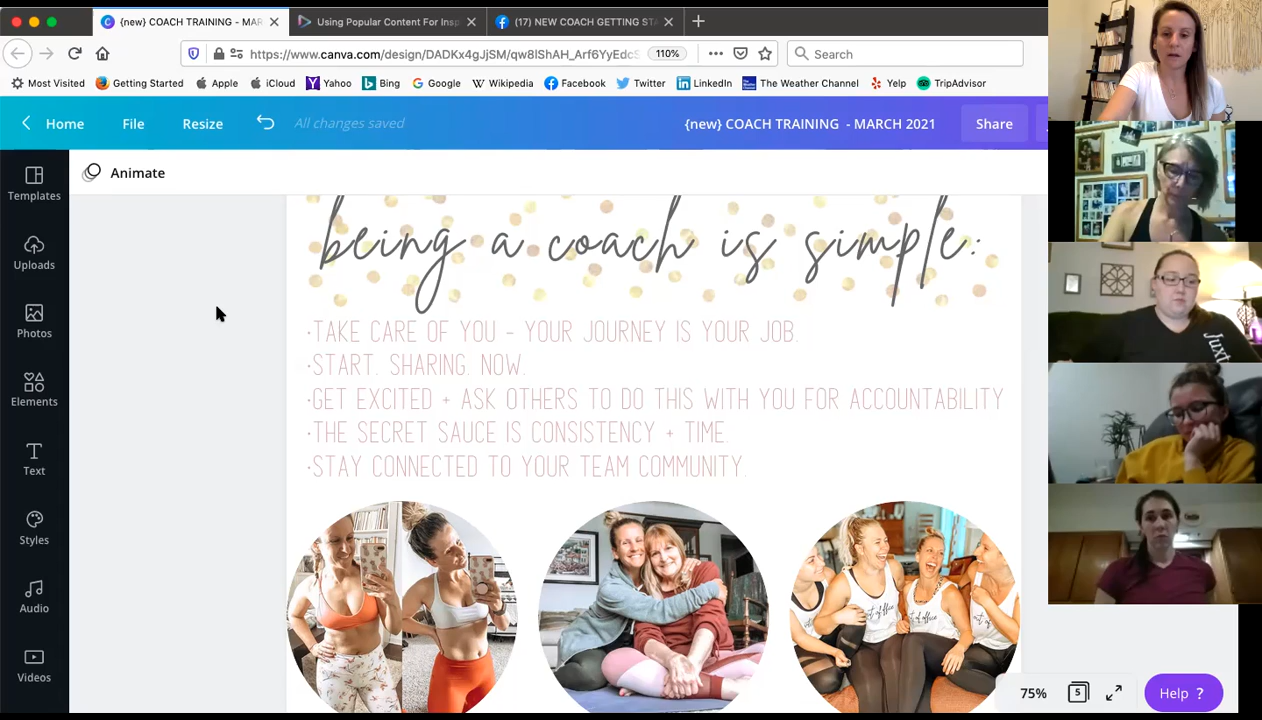 {new} COACH TRAINING - MAR
Using Popular Content For Insp
(17) NEW COACH GETTING STA
https://www.canva.com/design/DADKx4gJjSM/qw8lShAH_Arf6YyEdcS
110%
Search
Most Visited
Getting Started
Apple
iCloud
Yahoo
Bing
Google
Wikipedia
Facebook
Twitter
LinkedIn
The Weather Channel
Yelp
TripAdvisor
Home
File
Resize
All changes saved
{new} COACH TRAINING - MARCH 2021
Share
Templates
Uploads
Photos
Elements
Text
Styles
Audio
Videos
Animate
being a coach is simple:
·TAKE CARE OF YOU - YOUR JOURNEY IS YOUR JOB.
·START. SHARING. NOW.
·GET EXCITED + ASK OTHERS TO DO THIS WITH YOU FOR ACCOUNTABILITY
·THE SECRET SAUCE IS CONSISTENCY + TIME.
·STAY CONNECTED TO YOUR TEAM COMMUNITY.
out of office
Juxt
75%
5
Help ?